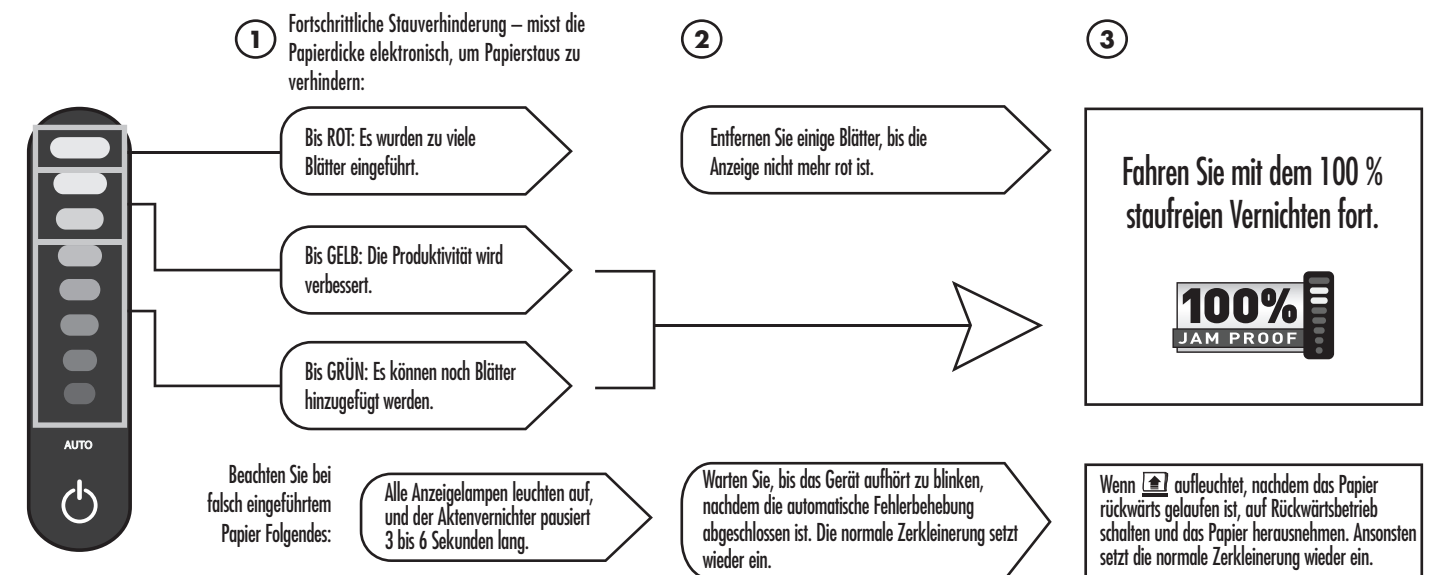 1
Fortschrittliche Stauverhinderung – misst die
Papierdicke elektronisch, um Papierstaus zu
verhindern:
Bis ROT: Es wurden zu viele
Blätter eingeführt.
Bis GELB: Die Produktivität wird
verbessert.
Bis GRÜN: Es können noch Blätter
hinzugefügt werden.
2
Entfernen Sie einige Blätter, bis die
Anzeige nicht mehr rot ist.
3
Fahren Sie mit dem 100 %
staufreien Vernichten fort.
100%
JAM PROOF
AUTO
Beachten Sie bei
falsch eingeführtem
Papier Folgendes:
Alle Anzeigelampen leuchten auf,
und der Aktenvernichter pausiert
3 bis 6 Sekunden lang.
Warten Sie, bis das Gerät aufhört zu blinken,
nachdem die automatische Fehlerbehebung
abgeschlossen ist. Die normale Zerkleinerung setzt
wieder ein.
Wenn aufleuchtet, nachdem das Papier
rückwärts gelaufen ist, auf Rückwärtsbetrieb
schalten und das Papier herausnehmen. Ansonsten
setzt die normale Zerkleinerung wieder ein.